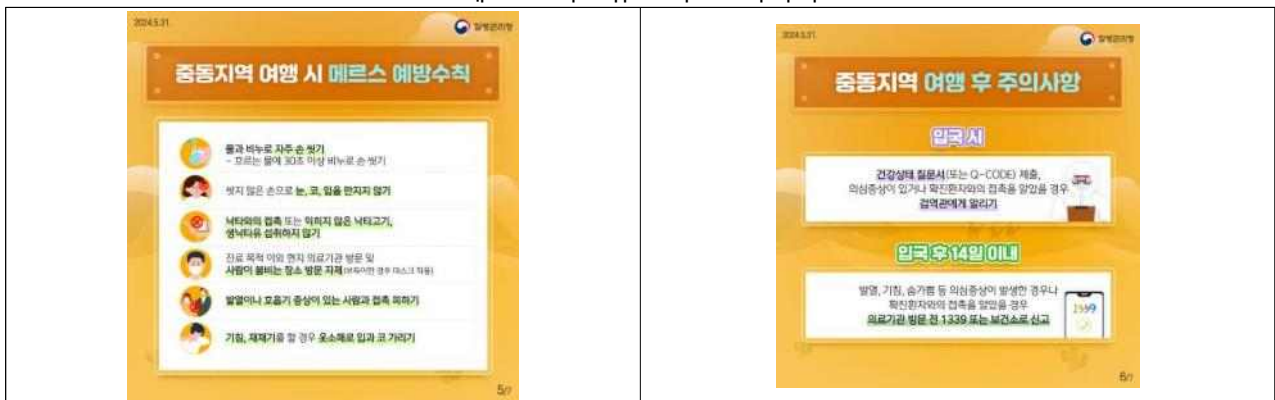 2024.5.31.
질병관리청
중동지역 여행 시 메르스 예방수칙
물과 비누로 자주 손 씻기
- 흐르는 물에 30초 이상 비누로 손 씻기
씻지 않은 손으로 눈, 코, 입을 만지지 않기
낙타와의 접촉 또는 익히지 않은 낙타고기,
생낙타유 섭취하지 않기
진료 목적 이외 현지 의료기관 방문 및
사람이 붐비는 장소 방문 자제(부득이한 경우 마스크 착용)
발열이나 호흡기 증상이 있는 사람과 접촉 피하기
기침, 재채기를 할 경우 옷소매로 입과 코 가리기
5/7
2024.5.31.
질병관리청
중동지역 여행 후 주의사항
입국 시
건강상태 질문서(또는 Q-CODE) 제출,
의심증상이 있거나 확진환자와의 접촉을 알았을 경우
검역관에게 알리기
입국 후 14일 이내
발열, 기침, 숨가쁨 등 의심증상이 발생한 경우나
확진환자와의 접촉을 알았을 경우
의료기관 방문 전 1339 또는 보건소로 신고
1339
6/7